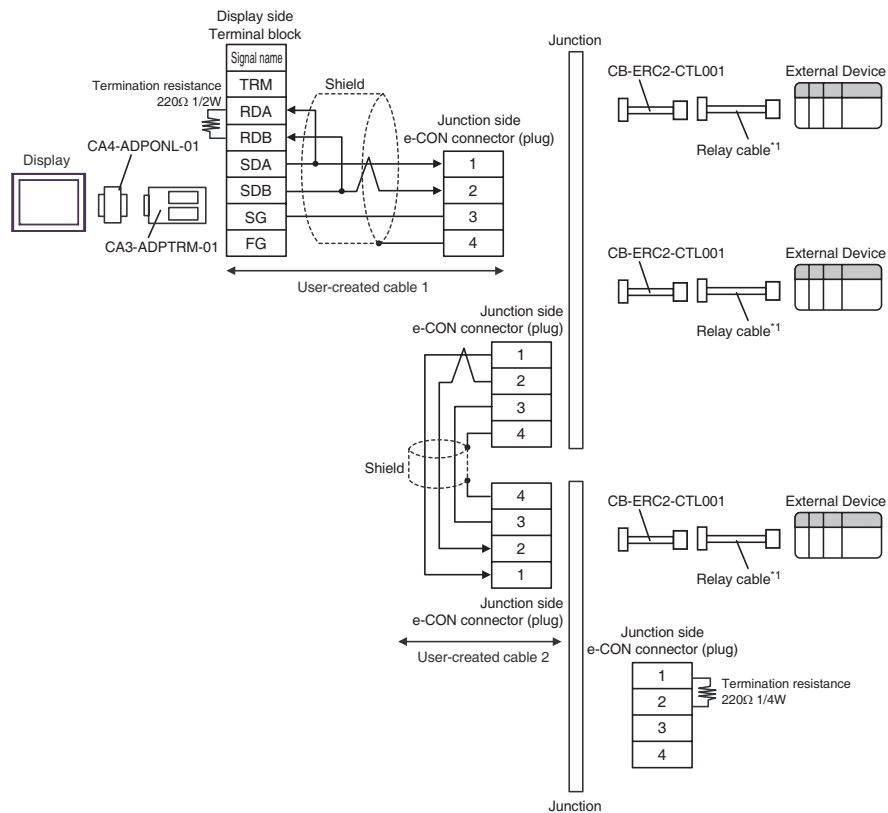 Display side
Terminal block
Signal name
TRM
RDA
RDB
SDA
SDB
SG
FG
Termination resistance
220Ω 1/2W
Shield
Junction side
e-CON connector (plug)
1
2
3
4
Display
CA4-ADPONL-01
CA3-ADPTRM-01
User-created cable 1
Junction
CB-ERC2-CTL001
External Device
Relay cable*1
CB-ERC2-CTL001
External Device
Relay cable*1
Junction side
e-CON connector (plug)
1
2
3
4
Shield
4
3
2
1
Junction side
e-CON connector (plug)
User-created cable 2
CB-ERC2-CTL001
External Device
Relay cable*1
Junction side
e-CON connector (plug)
1
2
3
4
Termination resistance
220Ω 1/4W
Junction